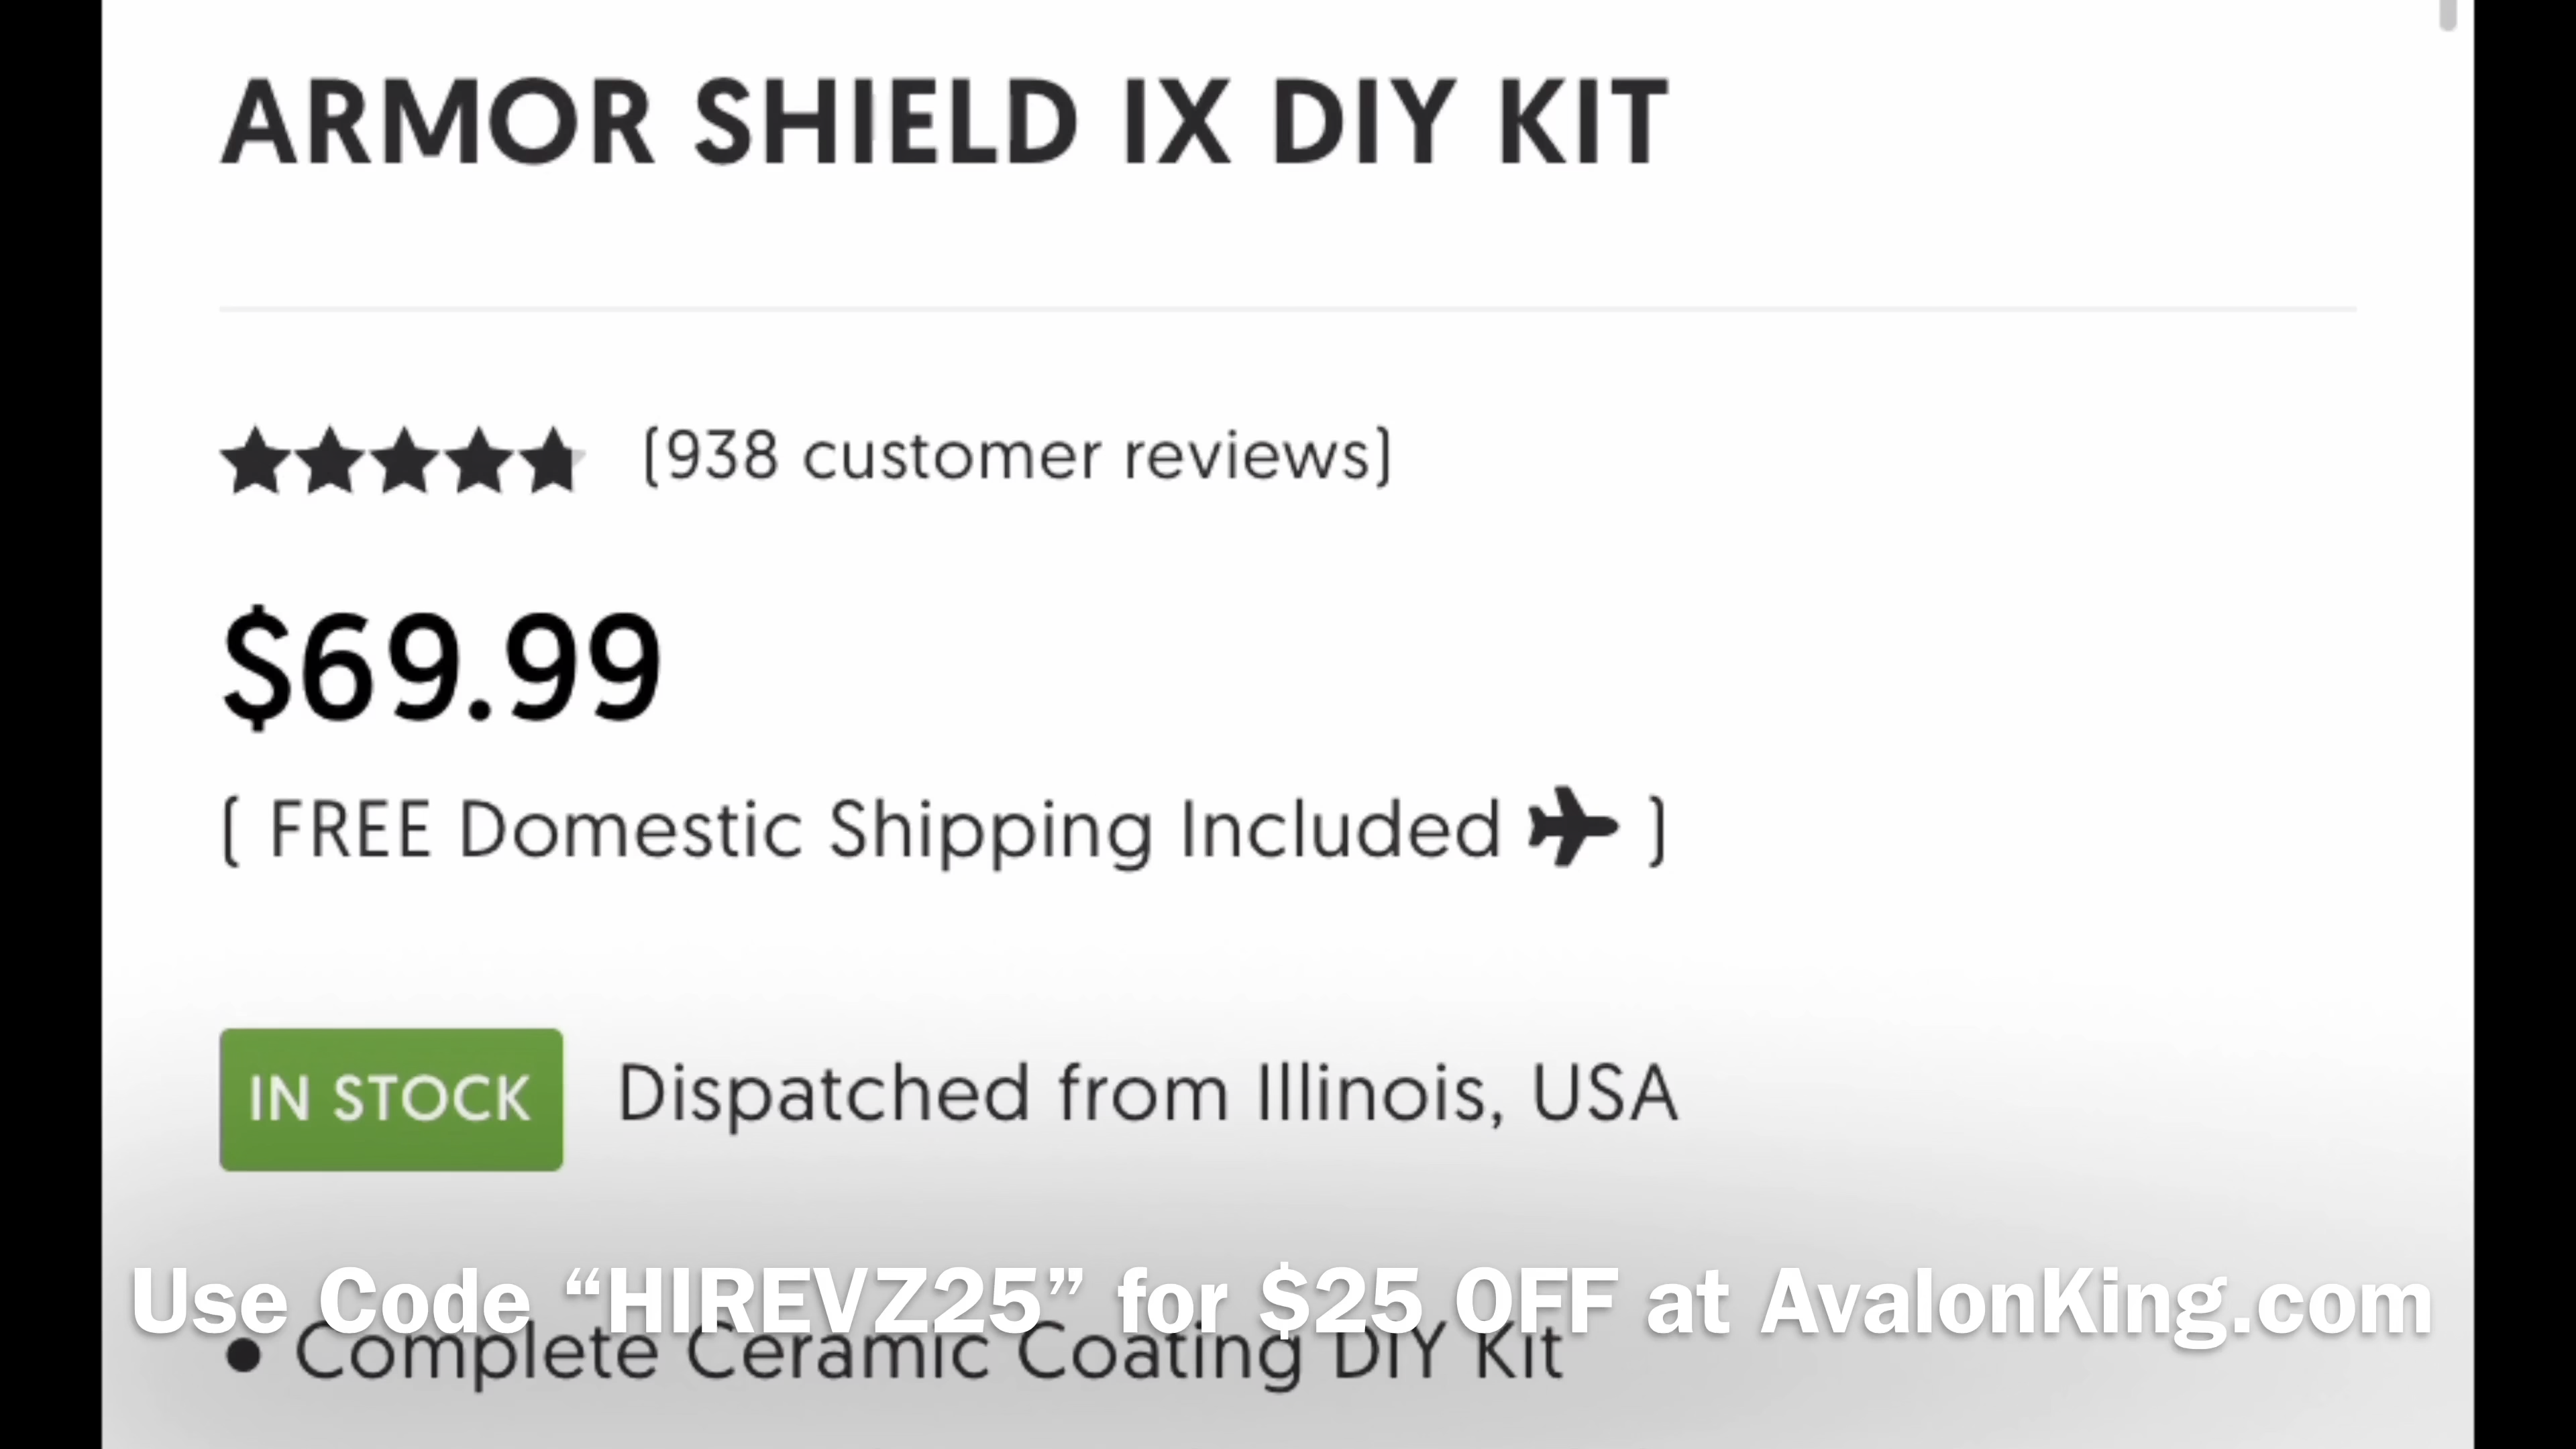 ARMOR SHIELD IX DIY KIT
(938 customer reviews)
$69.99
( FREE Domestic Shipping Included )
IN STOCK Dispatched from Illinois, USA
Use Code “HIREVZ25” for $25 OFF at AvalonKing.com
• Complete Ceramic Coating DIY Kit